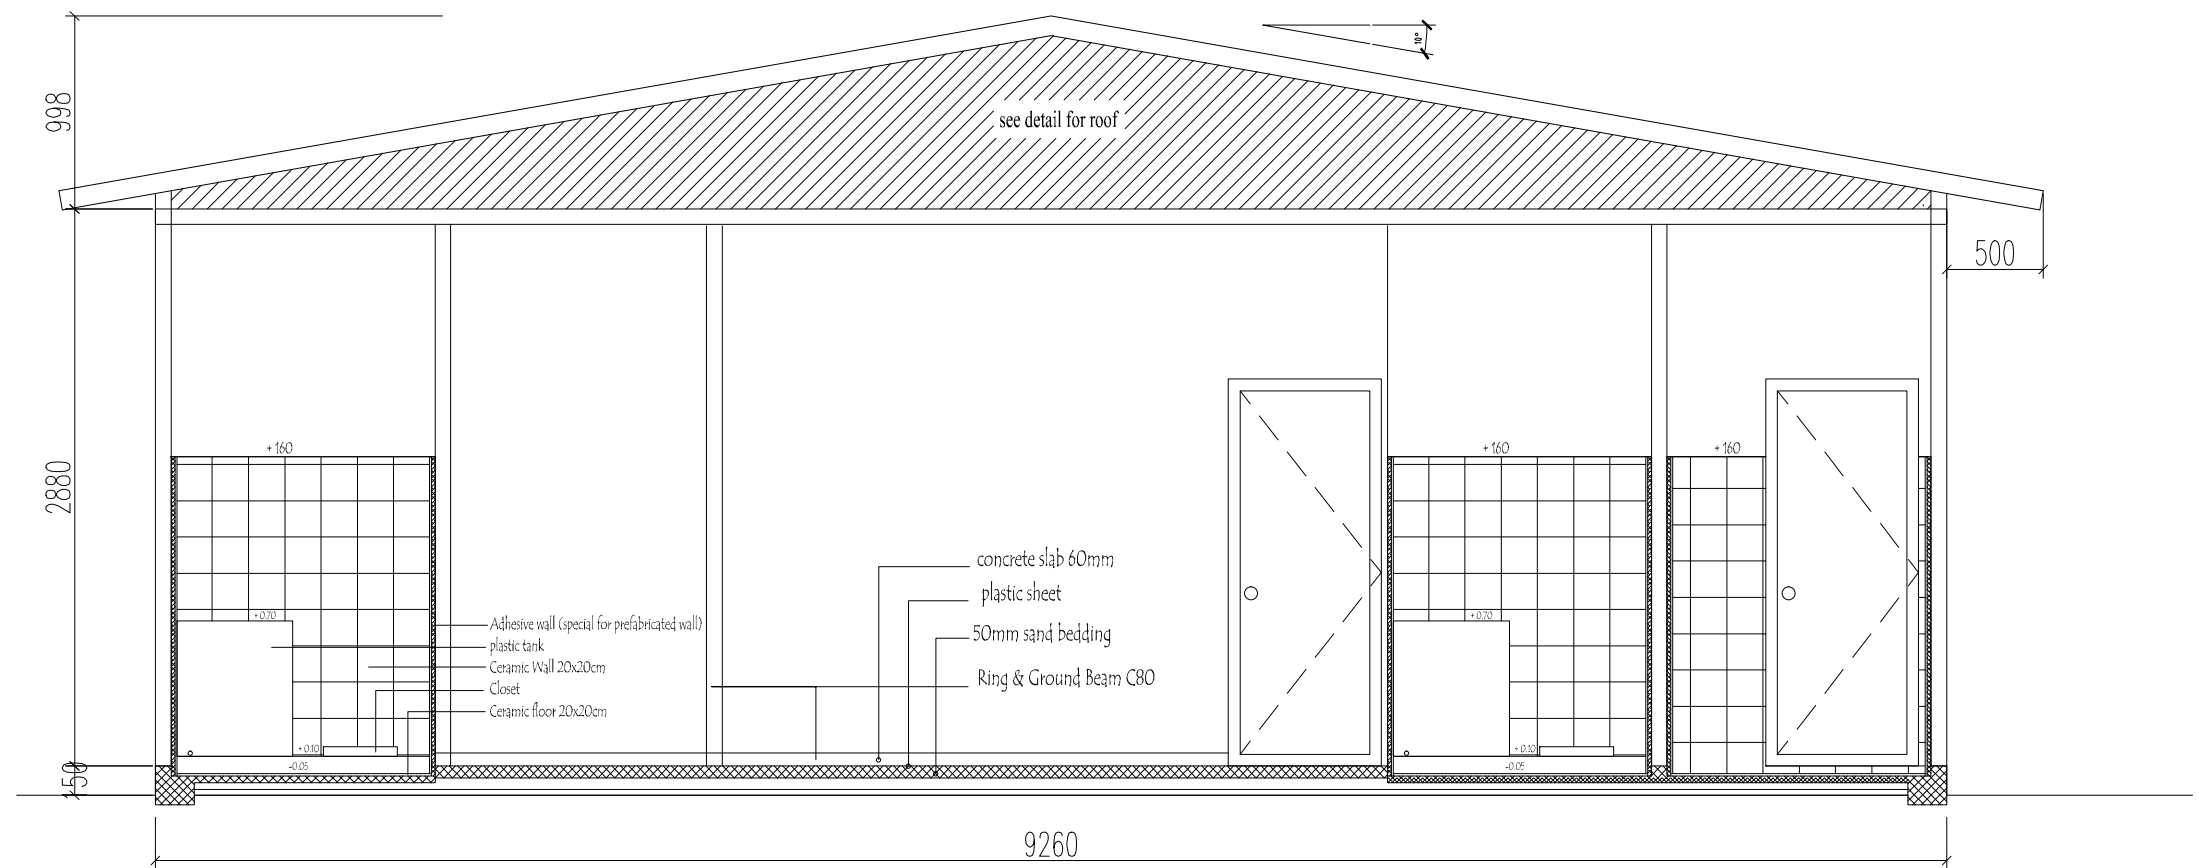 10°
998
see detail for roof
500
2880
+ 160
+ 160
+ 160
concrete slab 60mm
plastic sheet
50mm sand bedding
Ring & Ground Beam C80
+ 0.70
Adhesive wall (special for prefabricated wall)
plastic tank
Ceramic Wall 20x20cm
Closet
Ceramic floor 20x20cm
+ 0.10
-0.05
+ 0.70
+ 0.10
-0.05
150
9260